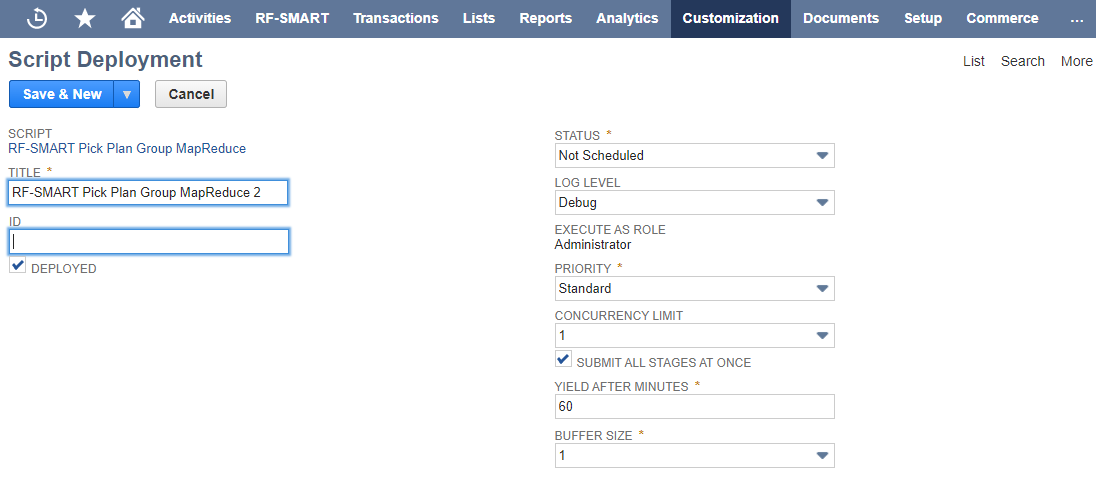 Activities RF-SMART Transactions Lists Reports Analytics Customization Documents Setup Commerce ...
Script Deployment
List Search More
Save & New Cancel
SCRIPT
RF-SMART Pick Plan Group MapReduce
TITLE *
RF-SMART Pick Plan Group MapReduce 2
ID
DEPLOYED
STATUS *
Not Scheduled
LOG LEVEL
Debug
EXECUTE AS ROLE
Administrator
PRIORITY *
Standard
CONCURRENCY LIMIT
1
SUBMIT ALL STAGES AT ONCE
YIELD AFTER MINUTES *
60
BUFFER SIZE *
1